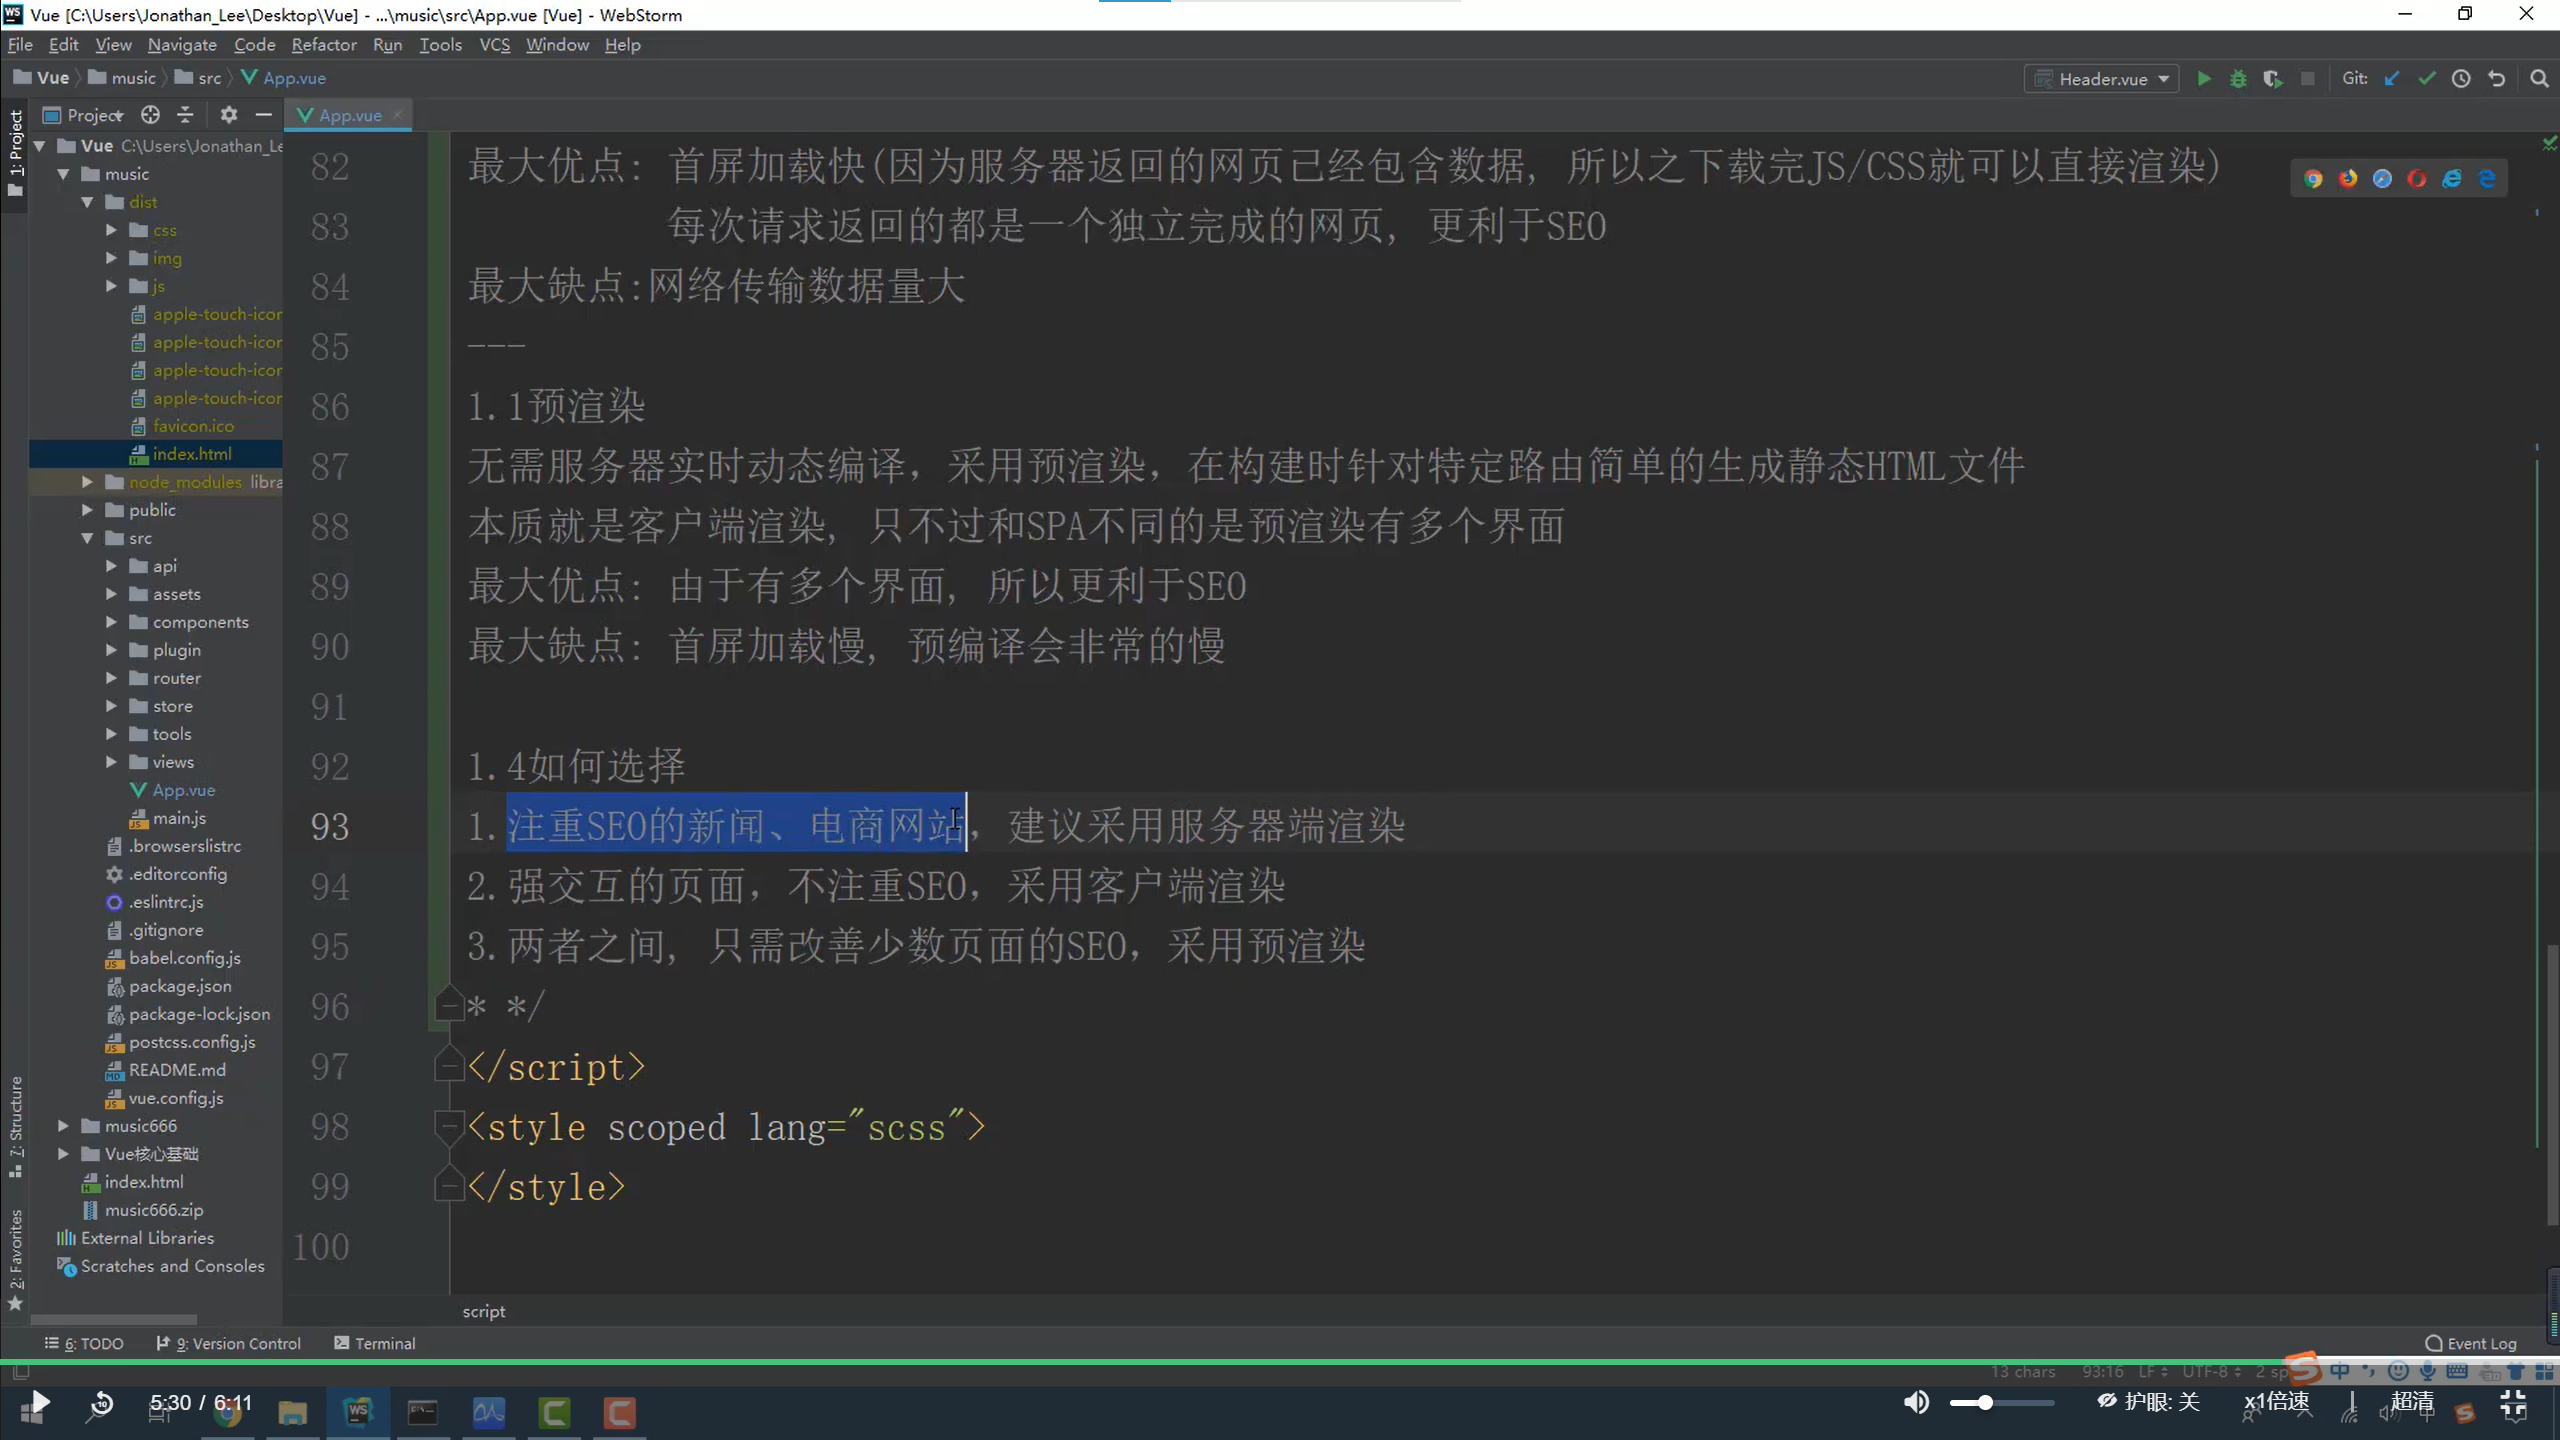 Vue [C:\Users\Jonathan_Lee\Desktop\Vue] - ...\music\src\App.vue [Vue] - WebStorm
File Edit View Navigate Code Refactor Run Tools VCS Window Help
Vue music src App.vue Header.vue Git:
Project App.vue
1: Project
Vue C:\Users\Jonathan_Le
music
dist
css
img
js
apple-touch-icon
apple-touch-icon
apple-touch-icon
apple-touch-icon
favicon.ico
index.html
node_modules libra
public
src
api
assets
components
plugin
router
store
tools
views
App.vue
main.js
.browserslistrc
.editorconfig
.eslintrc.js
.gitignore
babel.config.js
package.json
package-lock.json
postcss.config.js
README.md
vue.config.js
music666
Vue核心基础
index.html
music666.zip
External Libraries
Scratches and Consoles
7: Structure
2: Favorites
82 最大优点: 首屏加载快(因为服务器返回的网页已经包含数据, 所以之下载完JS/CSS就可以直接渲染)
83 每次请求返回的都是一个独立完成的网页, 更利于SEO
84 最大缺点:网络传输数据量大
85 ---
86 1.1预渲染
87 无需服务器实时动态编译，采用预渲染，在构建时针对特定路由简单的生成静态HTML文件
88 本质就是客户端渲染, 只不过和SPA不同的是预渲染有多个界面
89 最大优点: 由于有多个界面, 所以更利于SEO
90 最大缺点: 首屏加载慢, 预编译会非常的慢
91
92 1.4如何选择
93 1.注重SEO的新闻、电商网站，建议采用服务器端渲染
94 2.强交互的页面，不注重SEO，采用客户端渲染
95 3.两者之间, 只需改善少数页面的SEO，采用预渲染
96 * */
97 </script>
98 <style scoped lang="scss">
99 </style>
100
script
6: TODO 9: Version Control Terminal Event Log
13 chars 93:16 LF UTF-8 2 sp 中
5:30 / 6:11 护眼: 关 x1倍速 超清